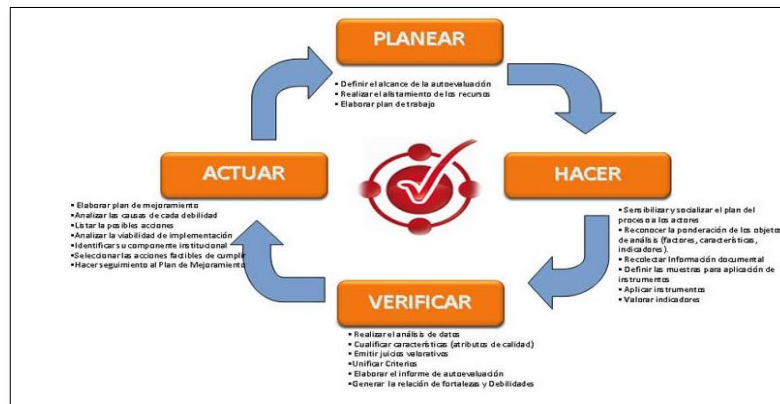 PLANEAR
• Definir el alcance de la autoevaluación
• Realizar el alistamiento de los recursos
• Elaborar plan de trabajo
HACER
• Sensibilizar y socializar el plan del
proceso a los actores
• Reconocer la ponderación de los objetos
de análisis (factores, características,
indicadores).
• Recolectar Información documental
• Definir las muestras para aplicación de
instrumentos
• Aplicar instrumentos
• Valorar indicadores
VERIFICAR
• Realizar el análisis de datos
• Cualificar características (atributos de calidad)
• Emitir juicios valorativos
• Unificar Criterios
• Elaborar el informe de autoevaluación
• Generar la relación de fortalezas y Debilidades
ACTUAR
• Elaborar plan de mejoramiento
• Analizar las causas de cada debilidad
• Listar la posibles acciones
• Analizar la viabilidad de implementación
• Identificar su componente institucional
• Seleccionar las acciones factibles de cumplir
• Hacer seguimiento al Plan de Mejoramiento